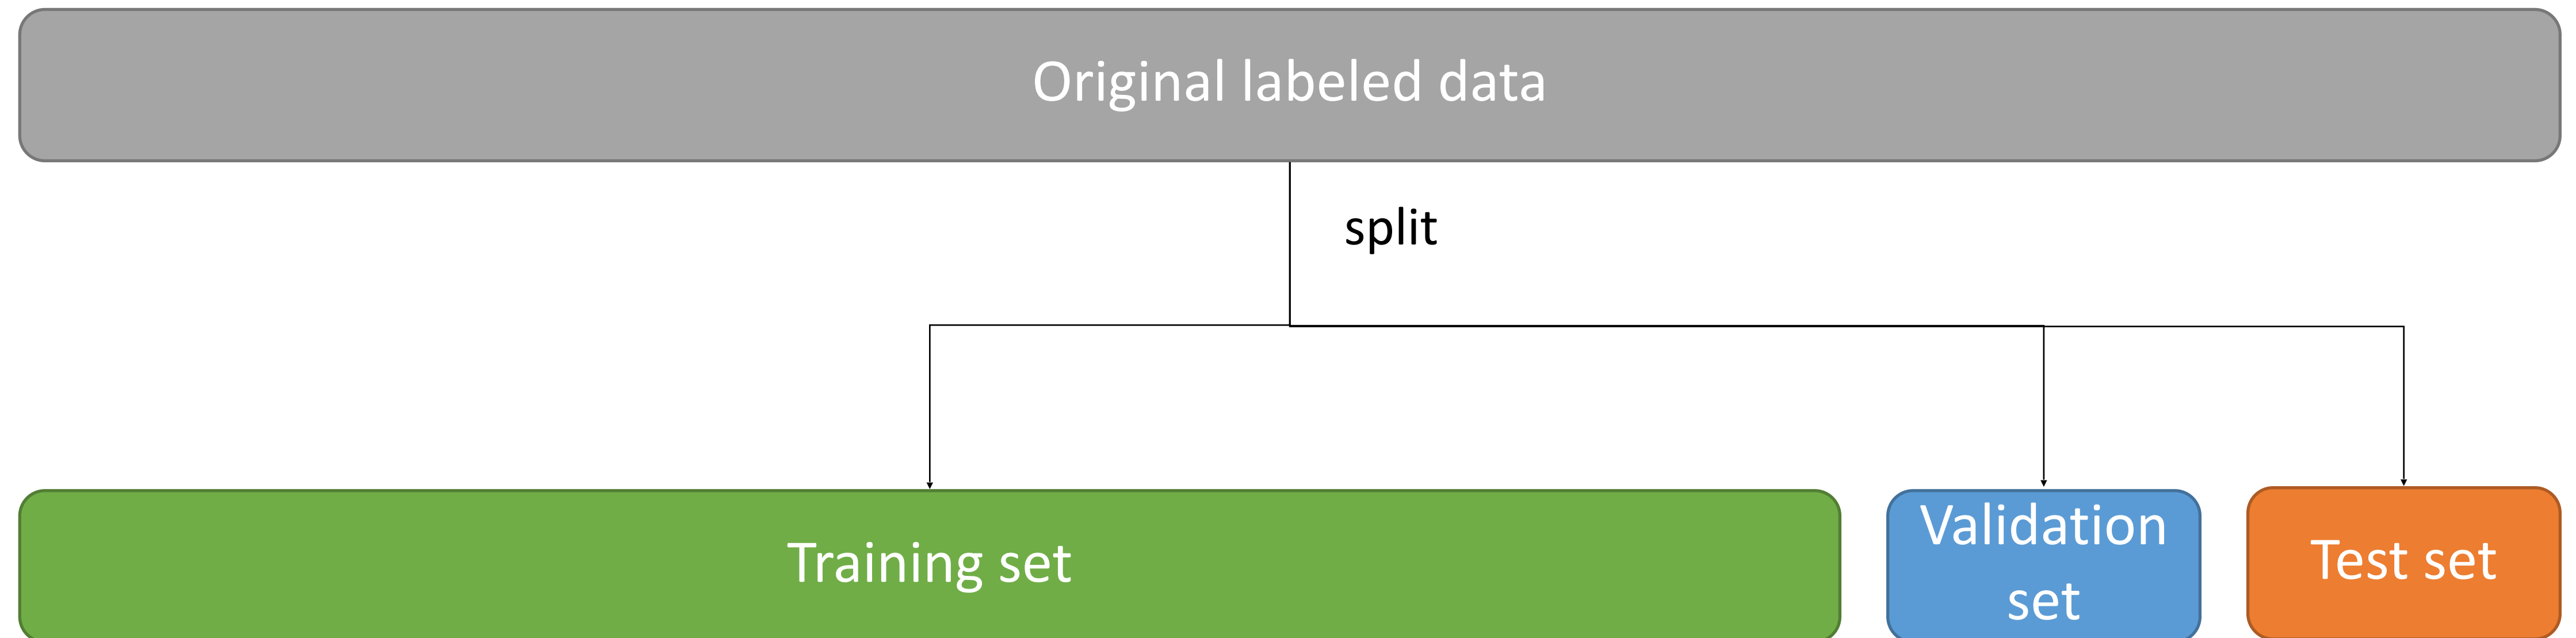 Original labeled data
split
Training set
Validation
set
Test set